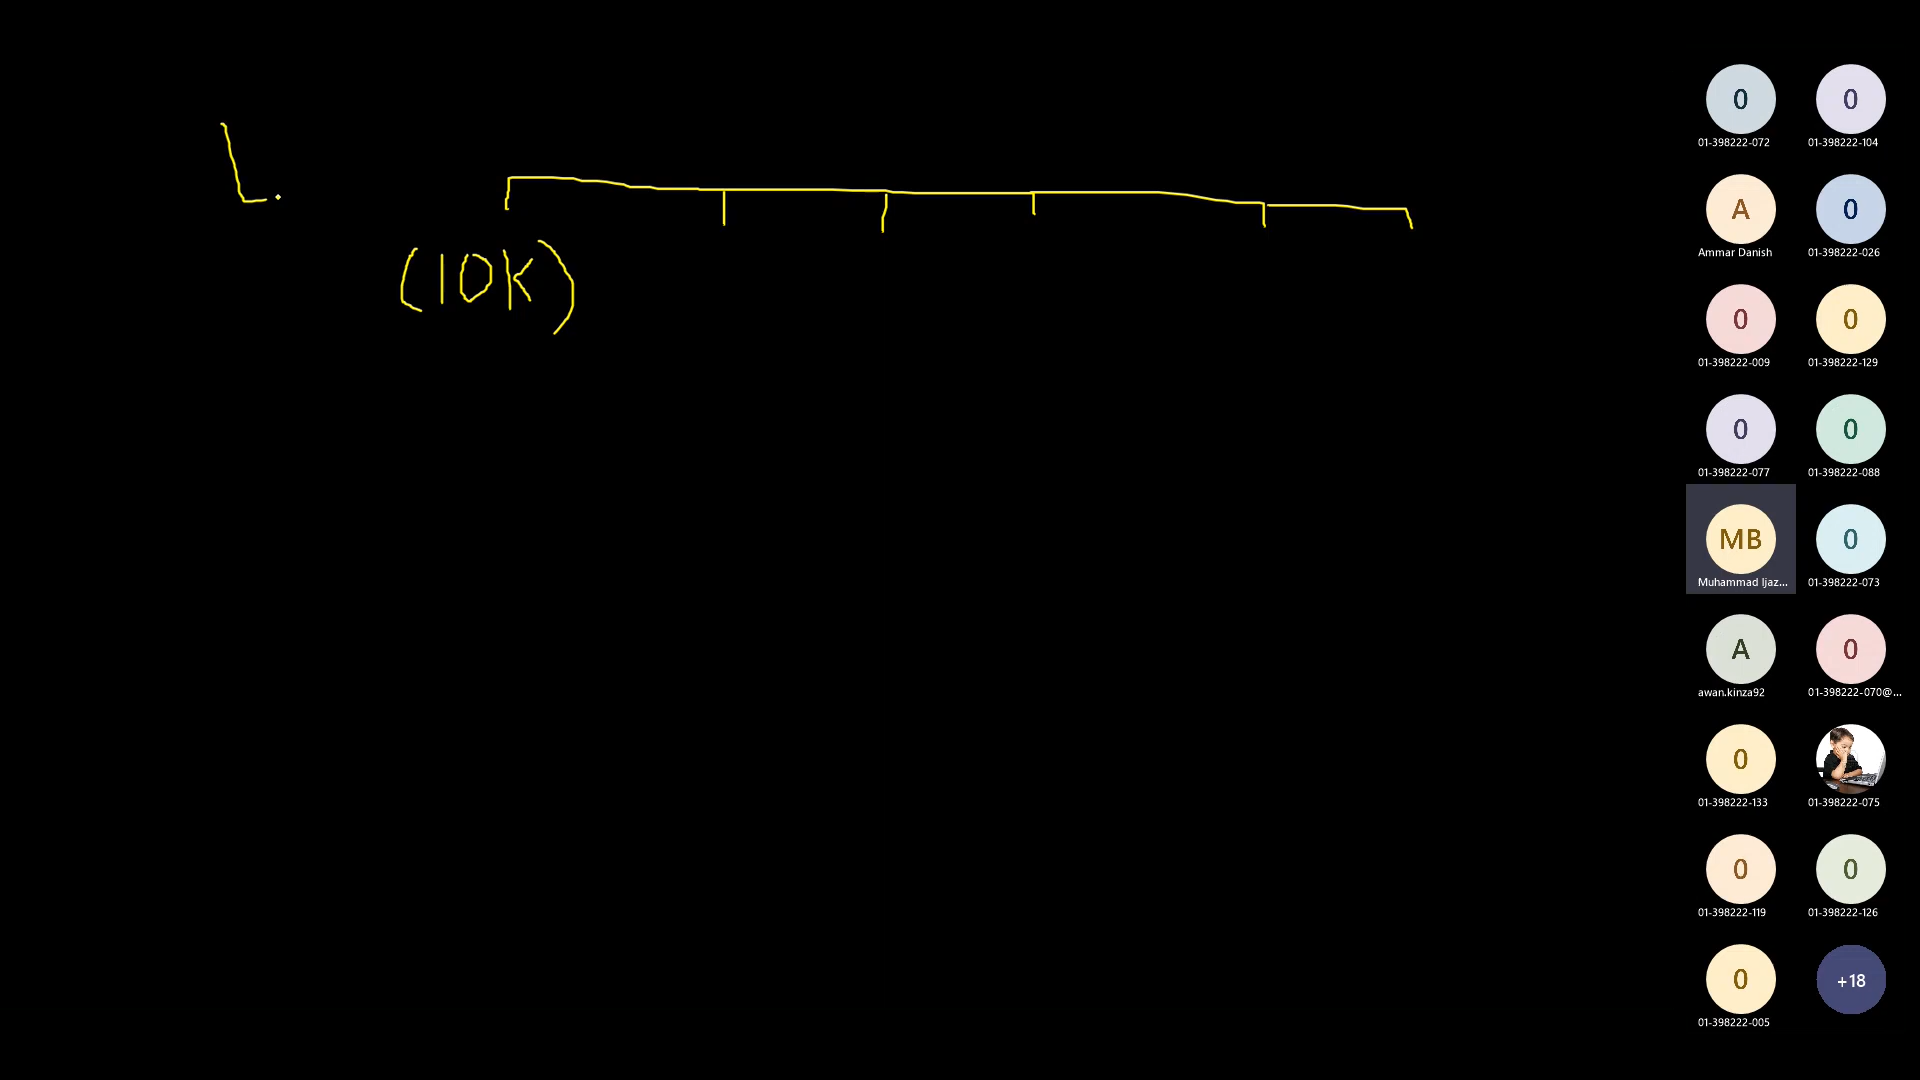 L.
(10K)
0 0
01-398222-072 01-398222-104
A 0
Ammar Danish 01-398222-026
0 0
01-398222-009 01-398222-129
0 0
01-398222-077 01-398222-088
MB 0
Muhammad Ijaz... 01-398222-073
A 0
awan.kinza92 01-398222-070@...
0
01-398222-133 01-398222-075
0 0
01-398222-119 01-398222-126
0 +18
01-398222-005